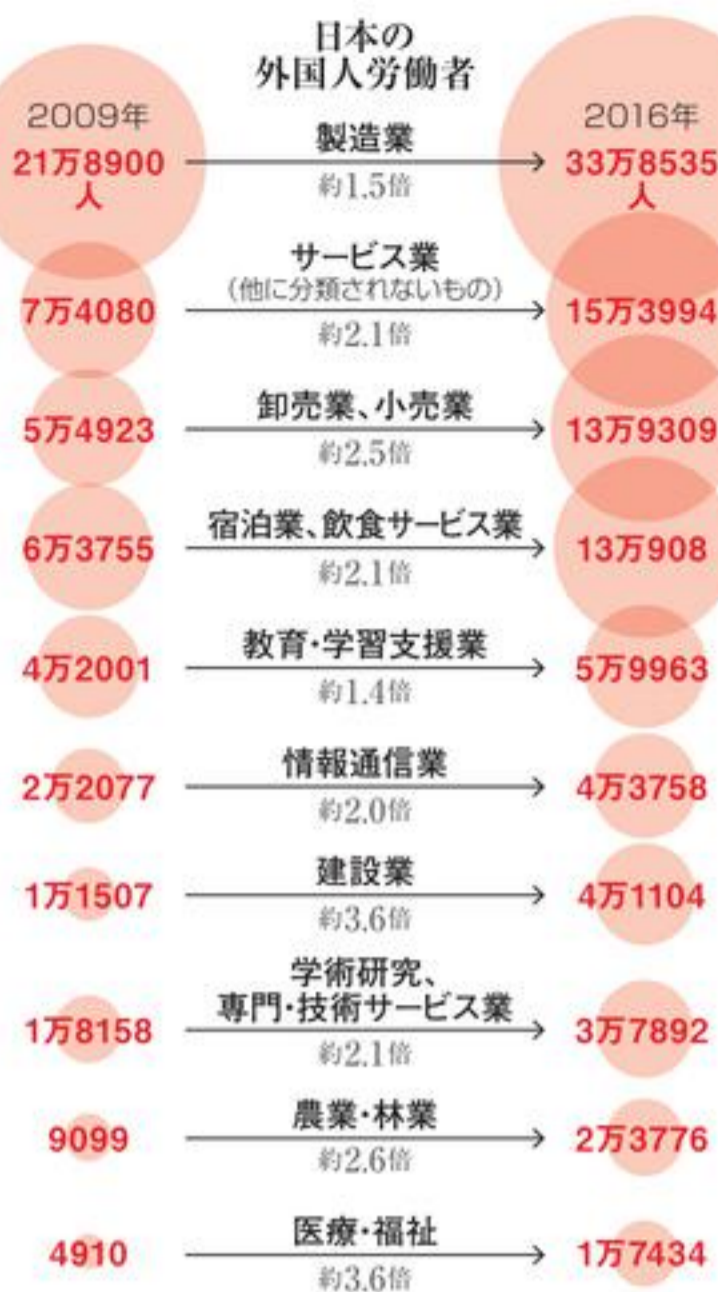 日本の
外国人労働者
2009年
2016年
21万8900
人
製造業
約1.5倍
33万8535
人
7万4080
サービス業
(他に分類されないもの)
約2.1倍
15万3994
5万4923
卸売業、小売業
約2.5倍
13万9309
6万3755
宿泊業、飲食サービス業
約2.1倍
13万908
4万2001
教育・学習支援業
約1.4倍
5万9963
2万2077
情報通信業
約2.0倍
4万3758
1万1507
建設業
約3.6倍
4万1104
1万8158
学術研究、
専門・技術サービス業
約2.1倍
3万7892
9099
農業・林業
約2.6倍
2万3776
4910
医療・福祉
約3.6倍
1万7434